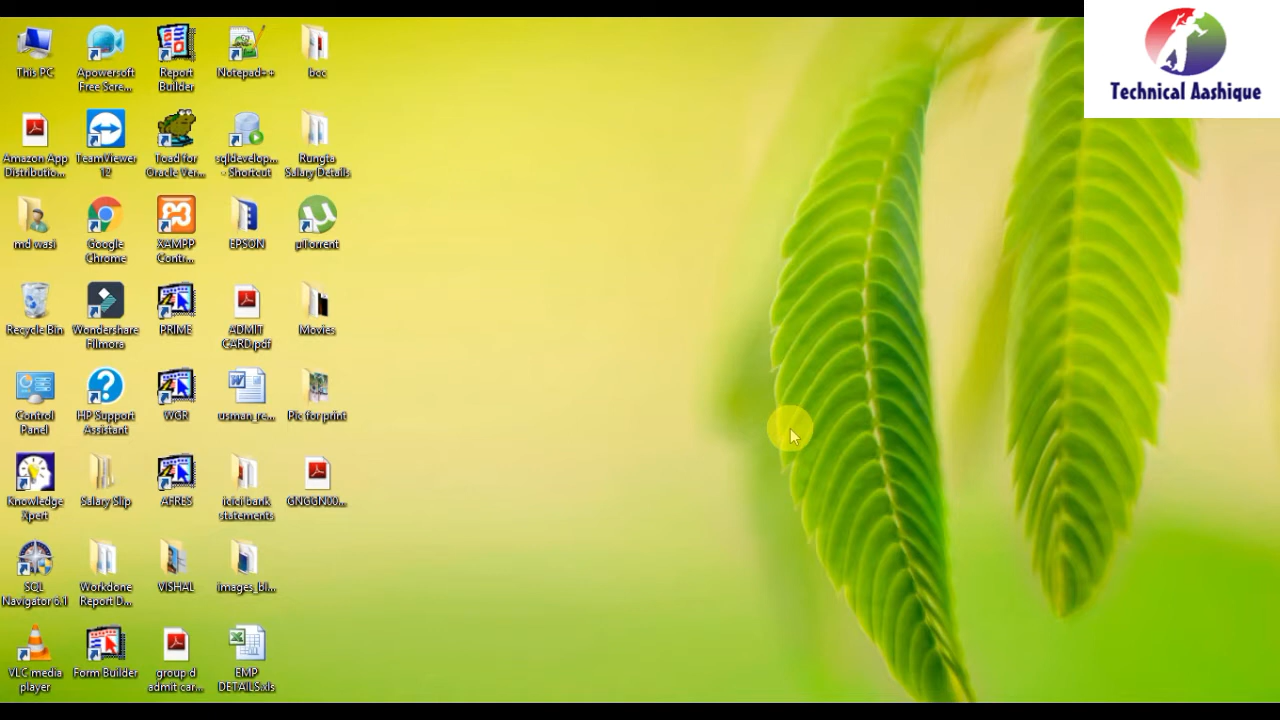 Technical Aashique
This PC
Apowersoft
Free Scre...
Report
Builder
Notepad++
bcc
Amazon App
Distributio...
TeamViewer
12
Toad for
Oracle Ver...
sqldevelop...
- Shortcut
Rungta
Salary Details
md wasi
Google
Chrome
XAMPP
Contr...
EPSON
µTorrent
Recycle Bin
Wondershare
Filmora
PRIME
ADMIT
CARD.pdf
Movies
Control
Panel
HP Support
Assistant
WGR
usman_re...
Pic for print
Knowledge
Xpert
Salary Slip
AFRES
icici bank
statements
GNGGN00...
SQL
Navigator 6.1
Workdone
Report D...
VISHAL
images_bi...
VLC media
player
Form Builder
group d
admit car...
EMP
DETAILS.xls